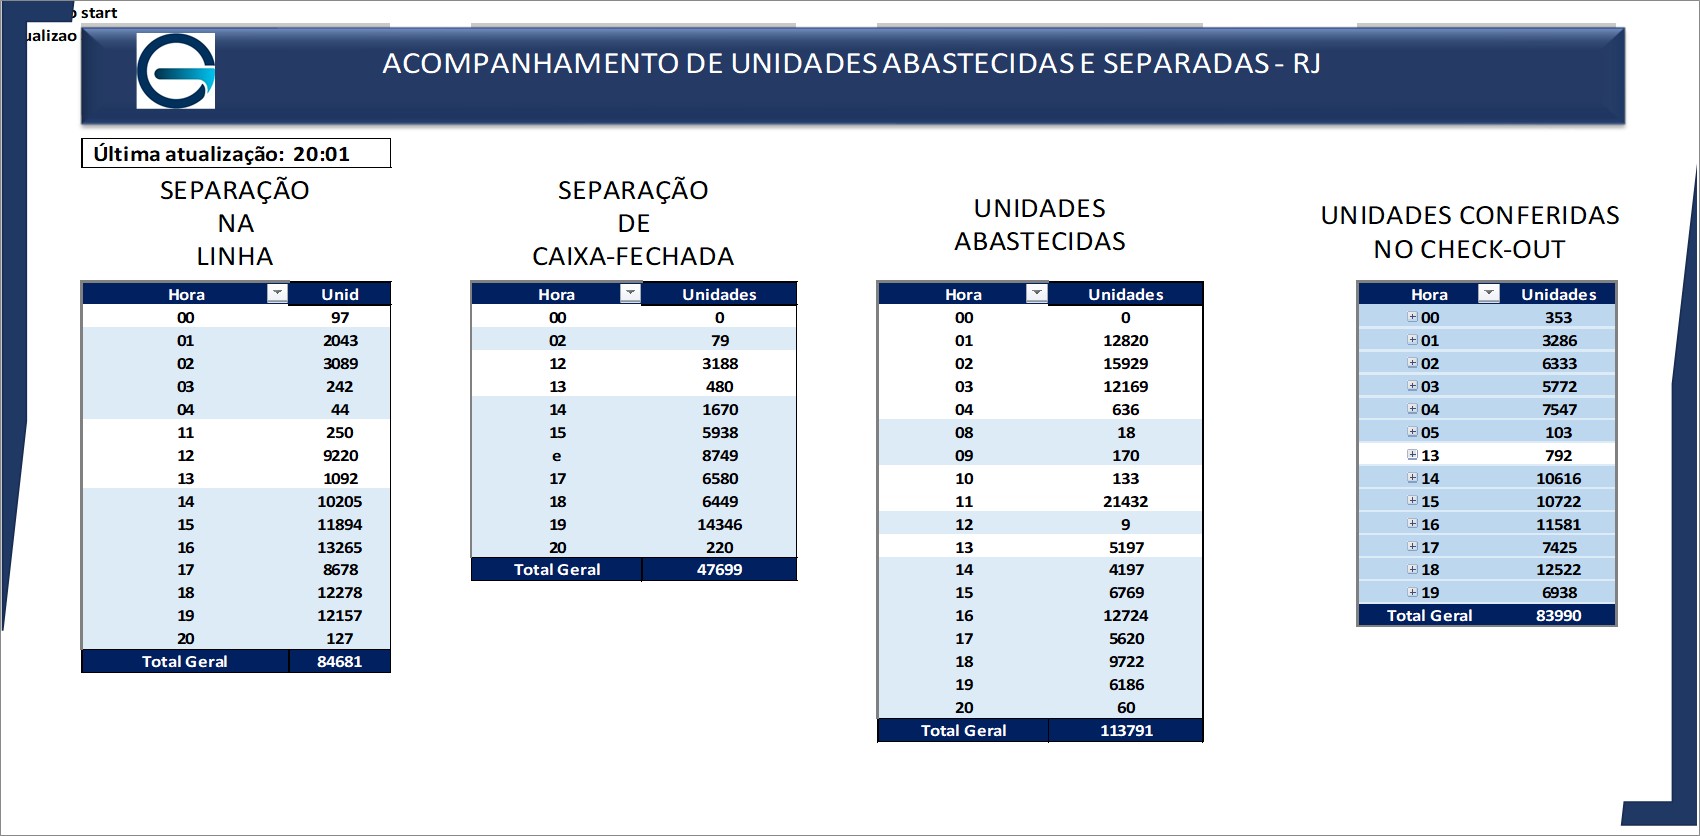 start
ualizao
ACOMPANHAMENTO DE UNIDADES ABASTECIDAS E SEPARADAS - RJ
Última atualização: 20:01
SEPARAÇÃO
NA
LINHA
Hora Unid
00 97
01 2043
02 3089
03 242
04 44
11 250
12 9220
13 1092
14 10205
15 11894
16 13265
17 8678
18 12278
19 12157
20 127
Total Geral 84681
SEPARAÇÃO
DE
CAIXA-FECHADA
Hora Unidades
00 0
02 79
12 3188
13 480
14 1670
15 5938
e 8749
17 6580
18 6449
19 14346
20 220
Total Geral 47699
UNIDADES
ABASTECIDAS
Hora Unidades
00 0
01 12820
02 15929
03 12169
04 636
08 18
09 170
10 133
11 21432
12 9
13 5197
14 4197
15 6769
16 12724
17 5620
18 9722
19 6186
20 60
Total Geral 113791
UNIDADES CONFERIDAS
NO CHECK-OUT
Hora Unidades
00 353
01 3286
02 6333
03 5772
04 7547
05 103
13 792
14 10616
15 10722
16 11581
17 7425
18 12522
19 6938
Total Geral 83990